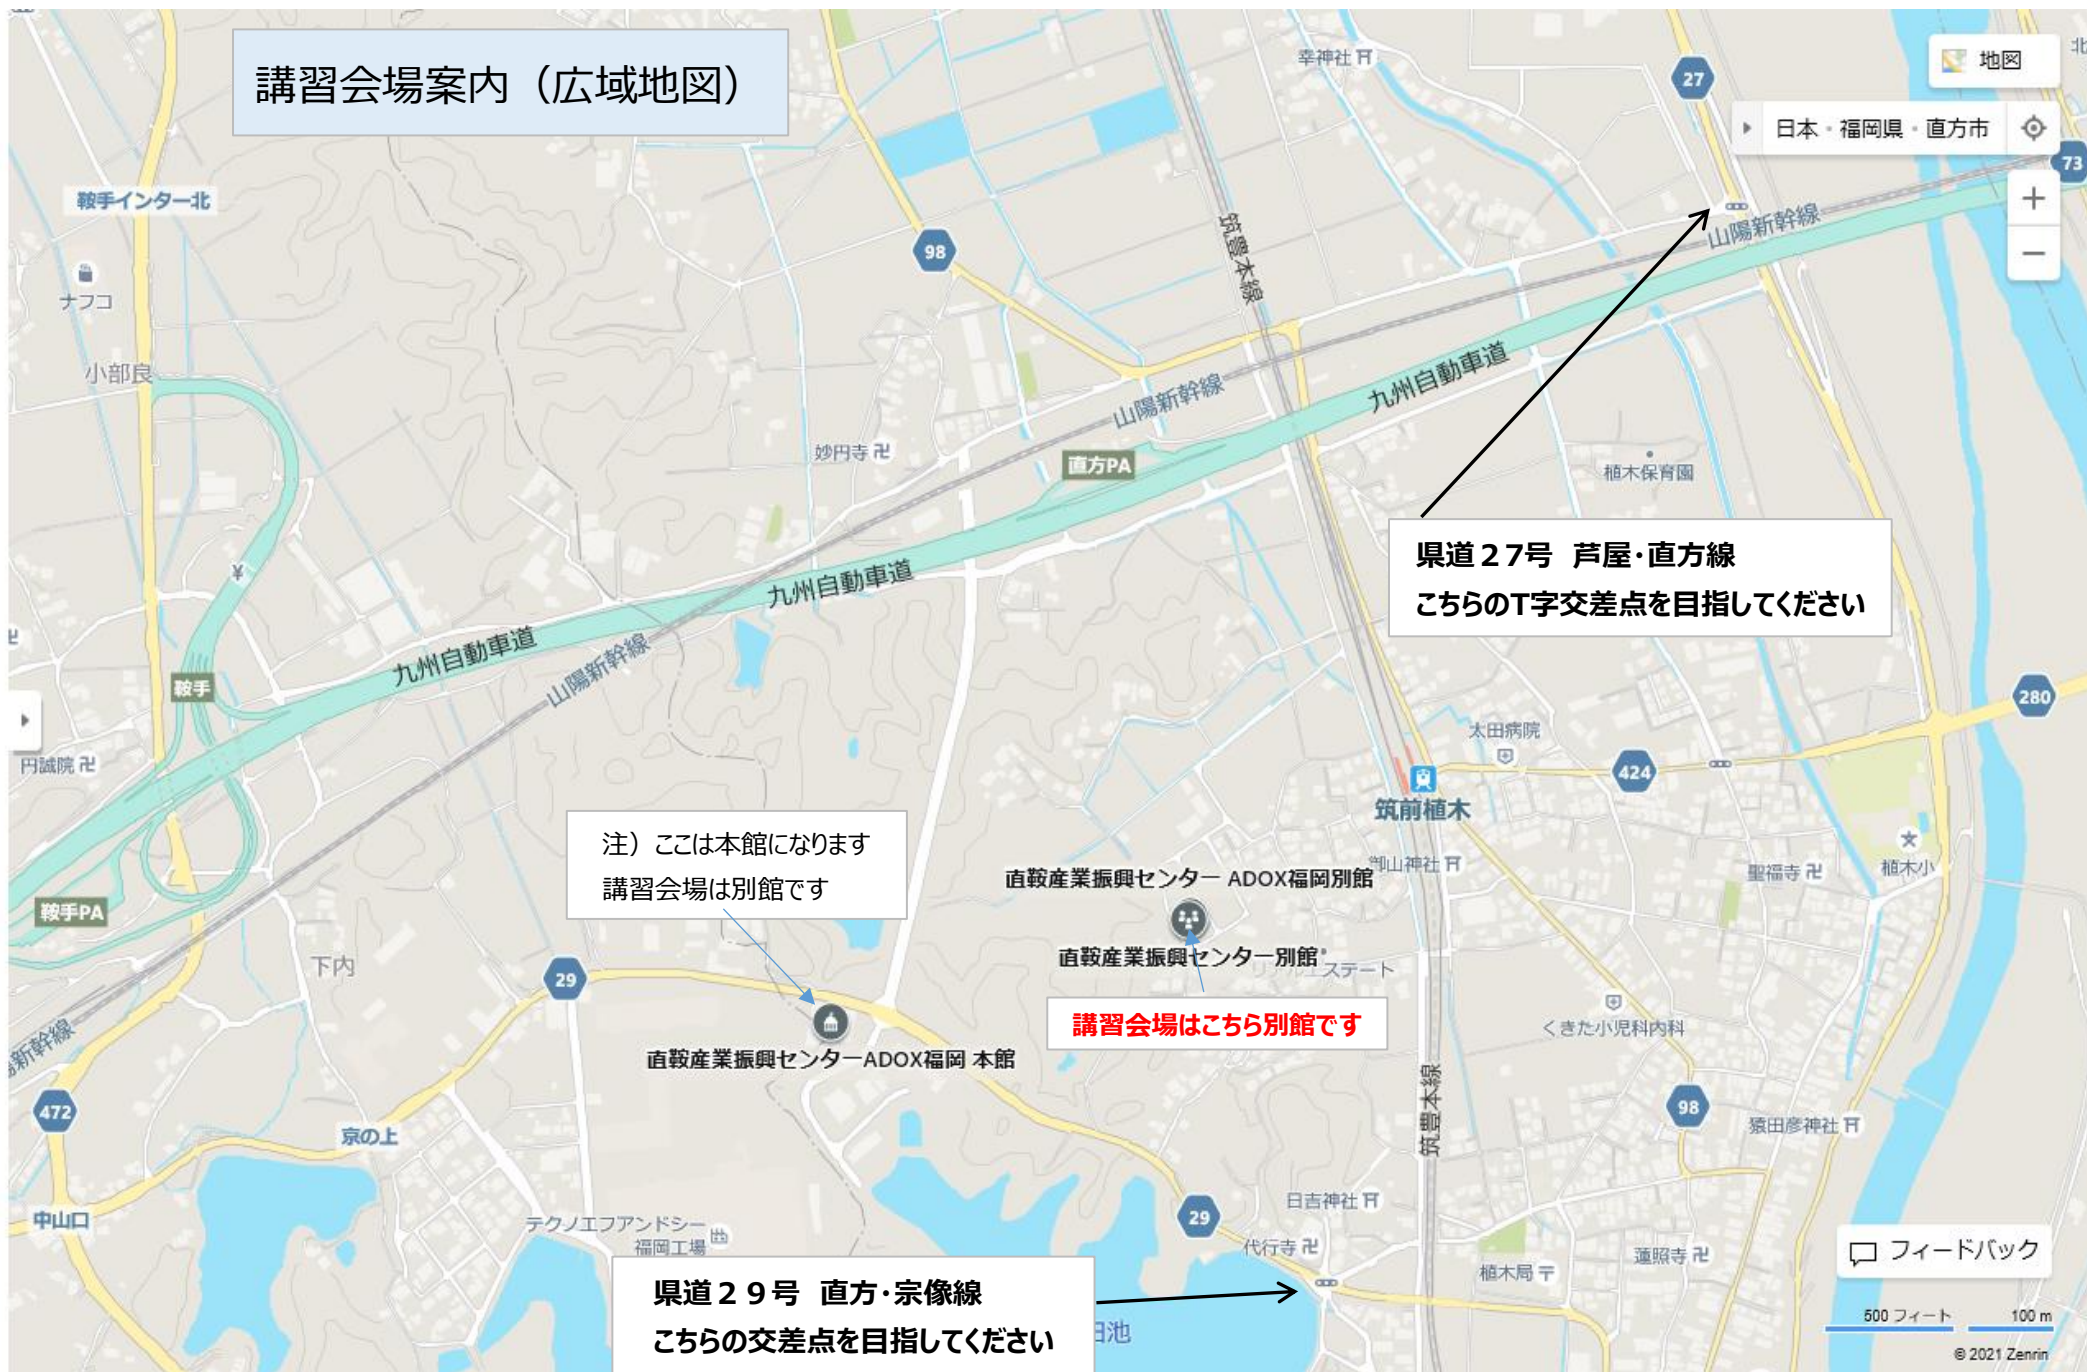 講習会場案内（広域地図）
幸神社
27
地図
北
日本・福岡県・直方市
73
鞍手インター北
98
筑豊本線
山陽新幹線
ナフコ
小部良
山陽新幹線
九州自動車道
妙円寺
直方PA
植木保育園
県道２7号　芦屋・直方線
こちらのT字交差点を目指してください
¥
九州自動車道
九州自動車道
山陽新幹線
鞍手
280
太田病院
424
円誠院
筑前植木
注）ここは本館になります
講習会場は別館です
御山神社
直鞍産業振興センター ADOX福岡別館
聖福寺
植木小
鞍手PA
直鞍産業振興センター別館
エステート
下内
29
講習会場はこちら別館です
くきた小児科内科
新幹線
直鞍産業振興センターADOX福岡 本館
筑豊本線
472
98
京の上
猿田彦神社
中山口
テクノエフアンドシー
福岡工場
29
日吉神社
代行寺
植木局
蓮照寺
フィードバック
県道２９号　直方・宗像線
こちらの交差点を目指してください
池
500 フィート
100 m
© 2021 Zenrin